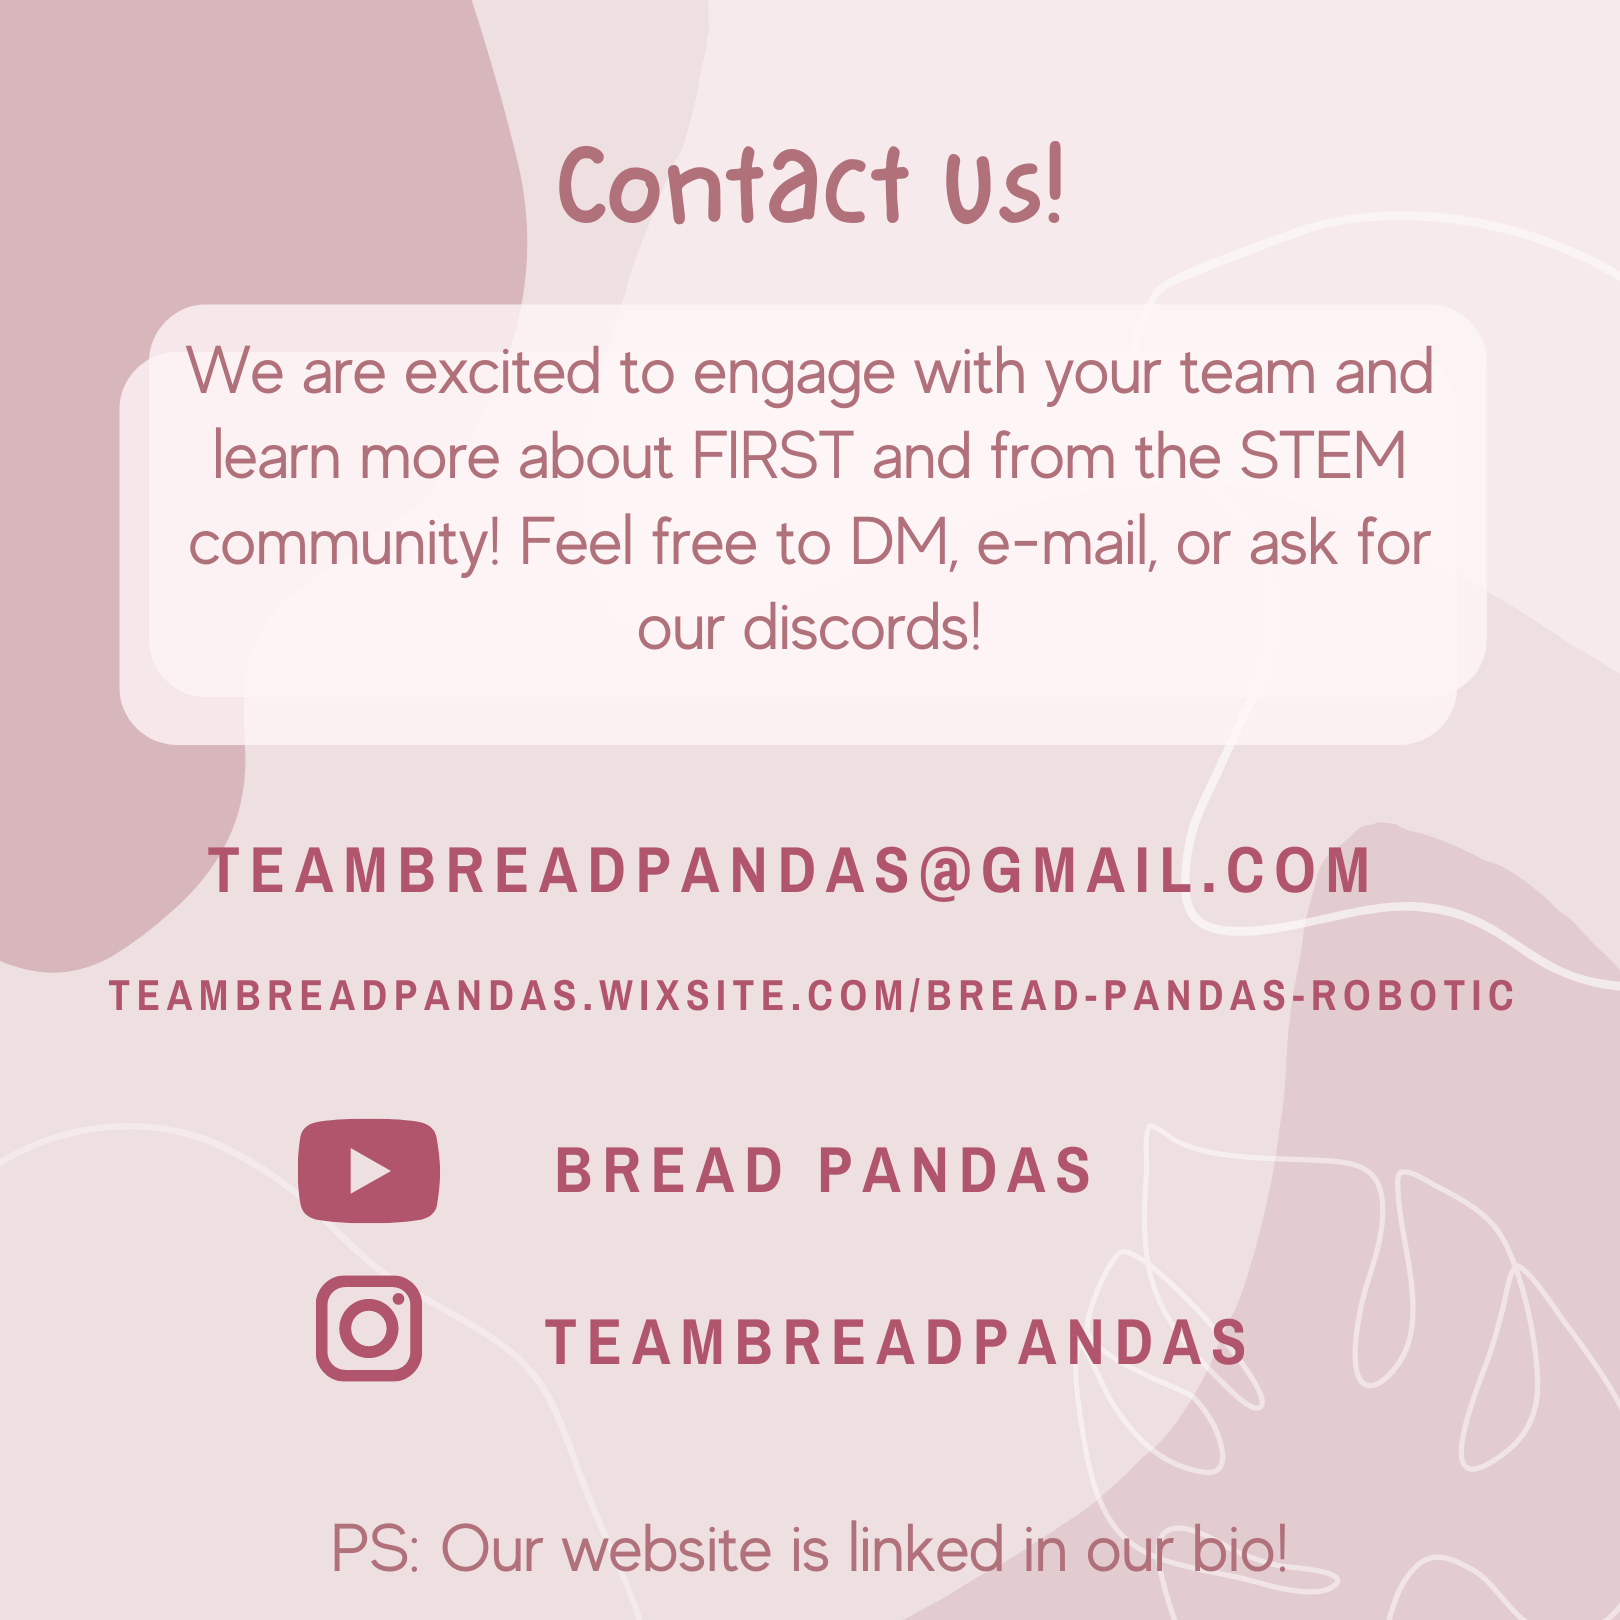 Contact us!
We are excited to engage with your team and
learn more about FIRST and from the STEM
community! Feel free to DM, e-mail, or ask for
our discords!
TEAMBREADPANDAS@GMAIL.COM
TEAMBREADPANDAS.WIXSITE.COM/BREAD-PANDAS-ROBOTIC
BREAD PANDAS
TEAMBREADPANDAS
PS: Our website is linked in our bio!